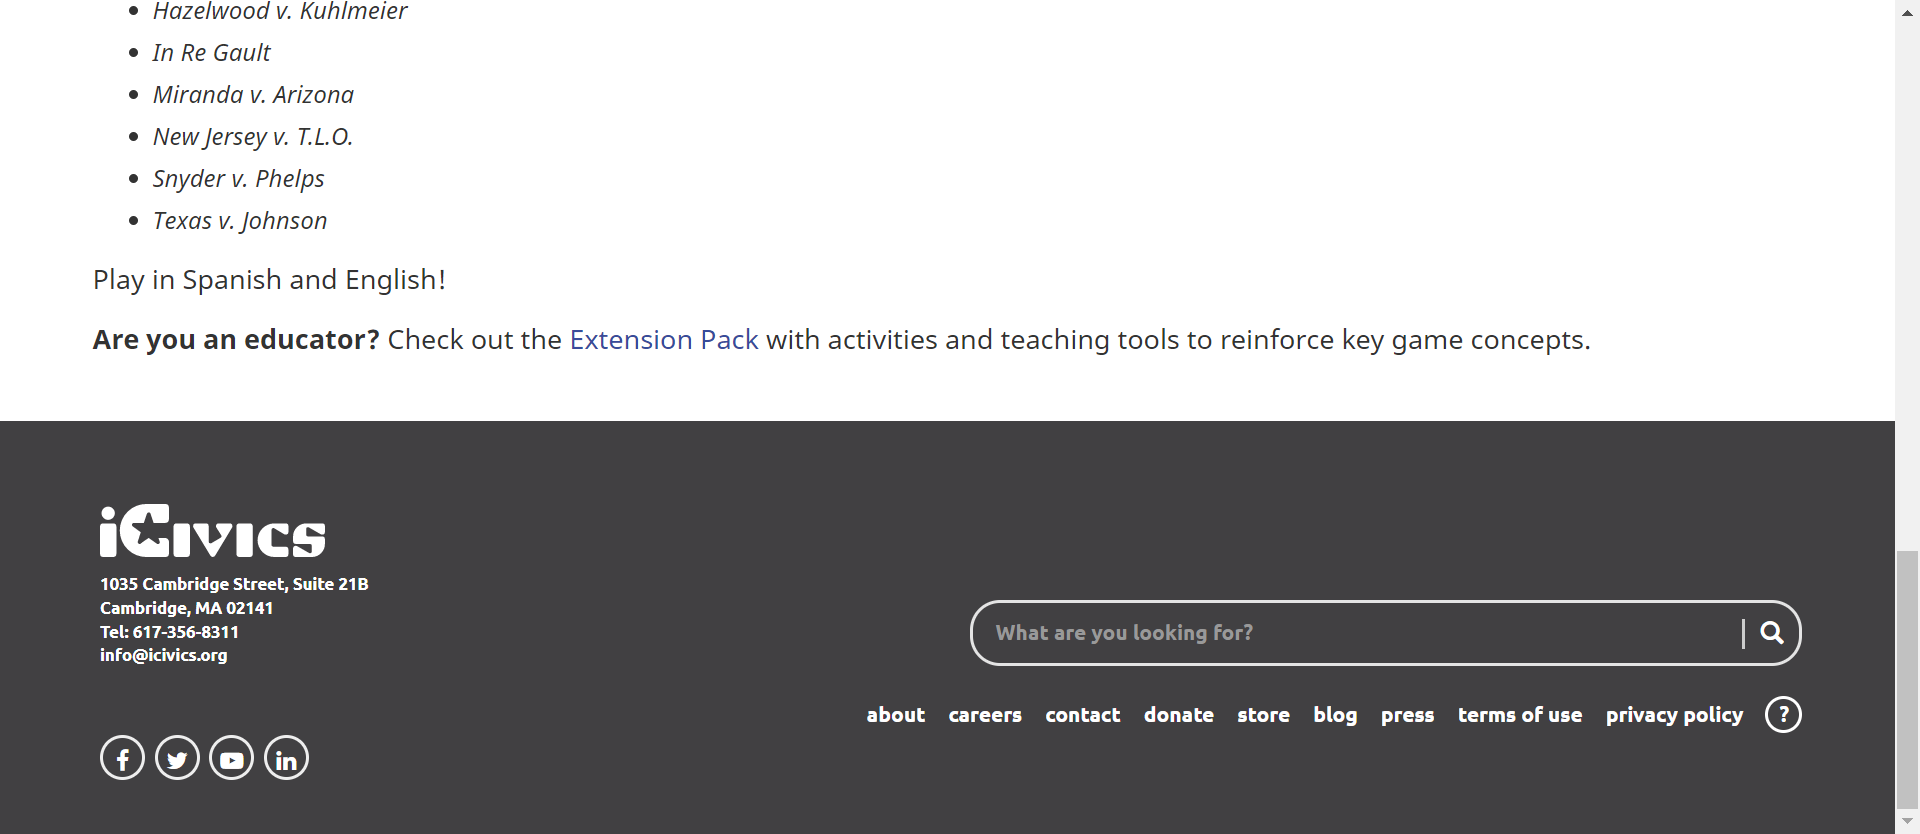 Hazelwood v. Kuhlmeier
In Re Gault
Miranda v. Arizona
New Jersey v. T.L.O.
Snyder v. Phelps
Texas v. Johnson
Play in Spanish and English!
Are you an educator? Check out the Extension Pack with activities and teaching tools to reinforce key game concepts.
iCivics
1035 Cambridge Street, Suite 21B
Cambridge, MA 02141
Tel: 617-356-8311
info@icivics.org
What are you looking for?
about careers contact donate store blog press terms of use privacy policy ?